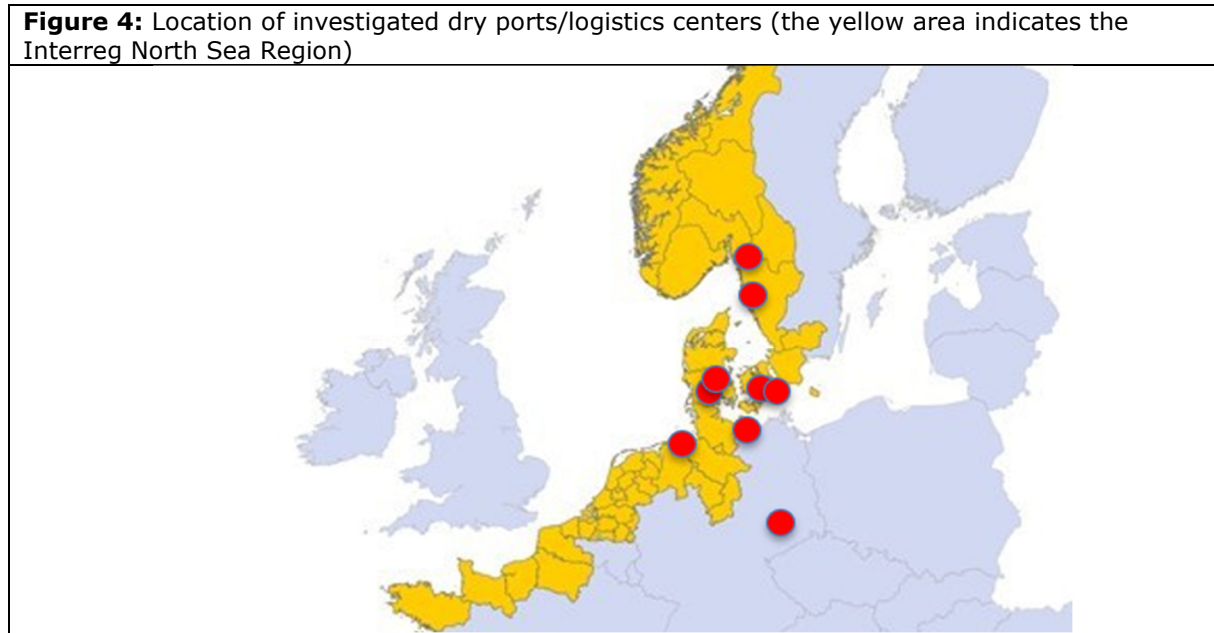 Figure 4: Location of investigated dry ports/logistics centers (the yellow area indicates the
Interreg North Sea Region)